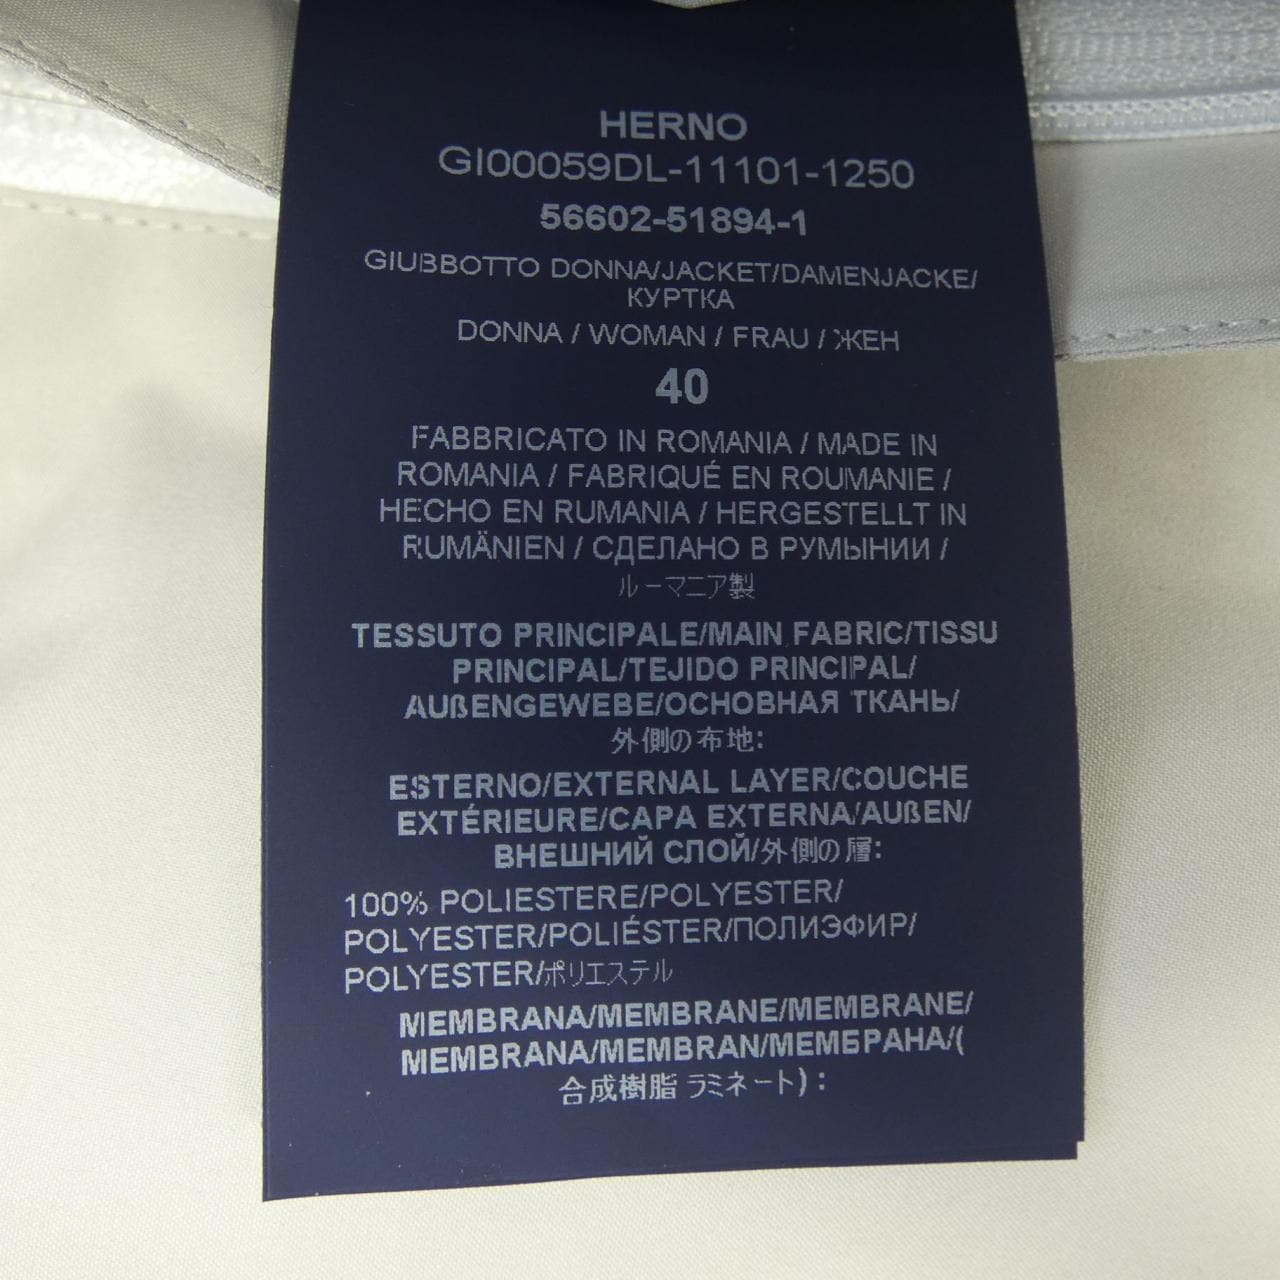 HERNO
GI00059DL-11101-1250
56602-51894-1
GIUBBOTTO DONNA/JACKET/DAMENJACKE/
КУРТКА
DONNA / WOMAN / FRAU / ЖЕН
40
FABBRICATO IN ROMANIA / MADE IN
ROMANIA / FABRIQUÉ EN ROUMANIE /
HECHO EN RUMANIA / HERGESTELLT IN
RUMÄNIEN / СДЕЛАНО В РУМЫНИИ /
ルーマニア製
TESSUTO PRINCIPALE/MAIN FABRIC/TISSU
PRINCIPAL/TEJIDO PRINCIPAL/
AUßENGEWEBE/ОСНОВНАЯ ТКАНЬ/
外側の布地:
ESTERNO/EXTERNAL LAYER/COUCHE
EXTÉRIEURE/CAPA EXTERNA/AUßEN/
ВНЕШНИЙ СЛОЙ/外側の層:
100% POLIESTERE/POLYESTER/
POLYESTER/POLIÉSTER/ПОЛИЭФИР/
POLYESTER/ポリエステル
MEMBRANA/MEMBRANE/MEMBRANE/
MEMBRANA/MEMBRAN/МЕМБРАНА/(
合成樹脂 ラミネート) :